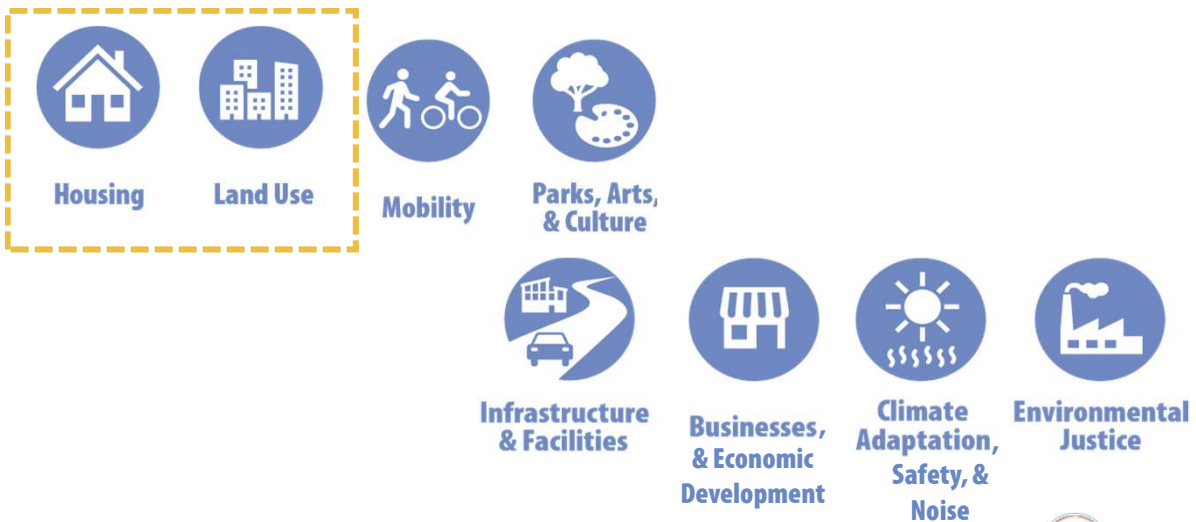 Housing
Land Use
Mobility
Parks, Arts,
& Culture
Infrastructure
& Facilities
Businesses,
& Economic
Development
Climate
Adaptation,
Safety, &
Noise
Environmental
Justice